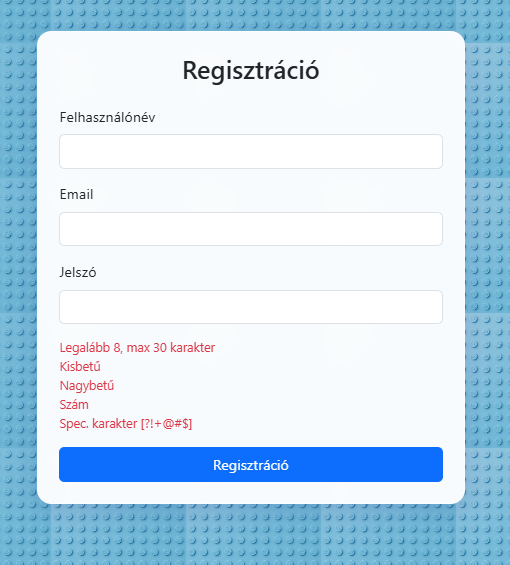 Regisztráció
Felhasználónév
Email
Jelszó
Legalább 8, max 30 karakter
Kisbetű
Nagybetű
Szám
Spec. karakter [?!+@#$]
Regisztráció